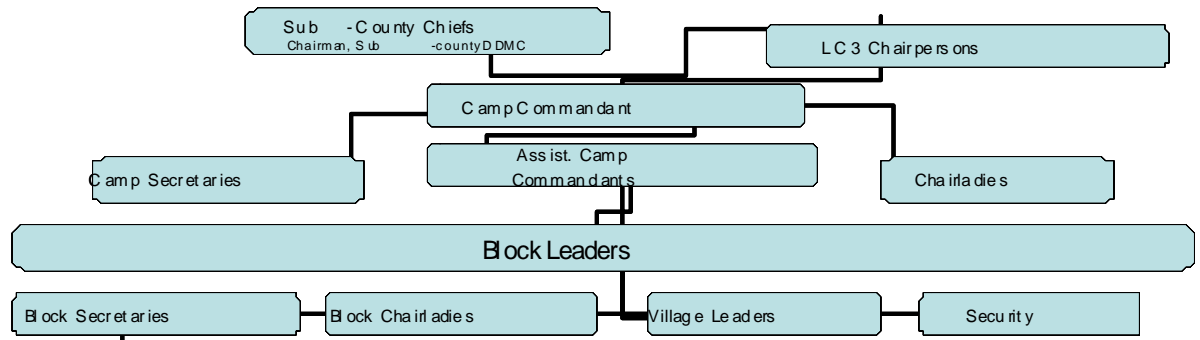 Sub -County Chiefs
Chairman, Sub -county DDMC
LC3 Chairpersons
Camp Commandant
Assist. Camp
Commandants
Camp Secretaries
Chairladies
Block Leaders
Block Secretaries
Block Chairladies
Village Leaders
Security